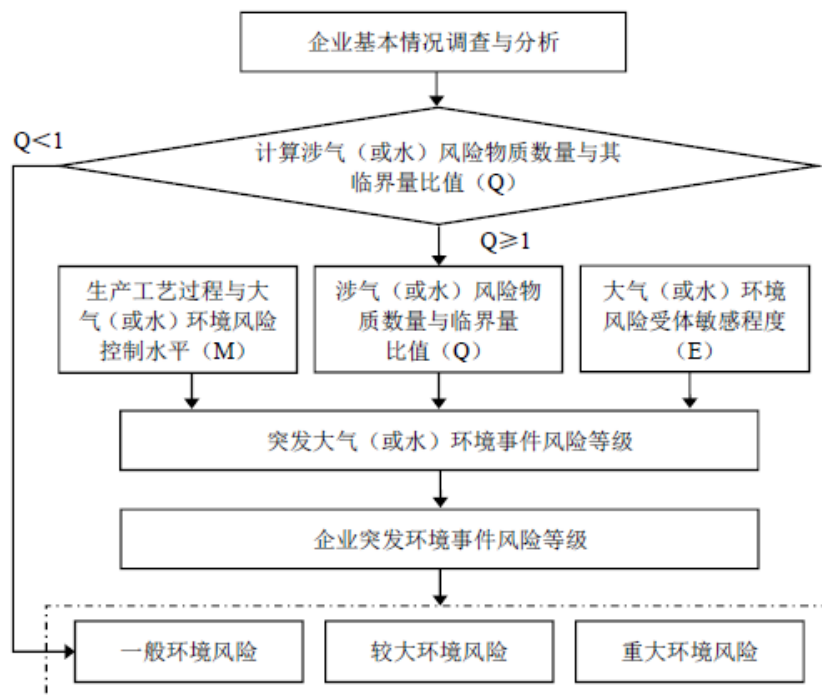 企业基本情况调查与分析
Q＜1
计算涉气（或水）风险物质数量与其
临界量比值（Q）
Q≥1
生产工艺过程与大
气（或水）环境风险
控制水平（M）
涉气（或水）风险物
质数量与临界量
比值（Q）
大气（或水）环境
风险受体敏感程度
（E）
突发大气（或水）环境事件风险等级
企业突发环境事件风险等级
一般环境风险
较大环境风险
重大环境风险